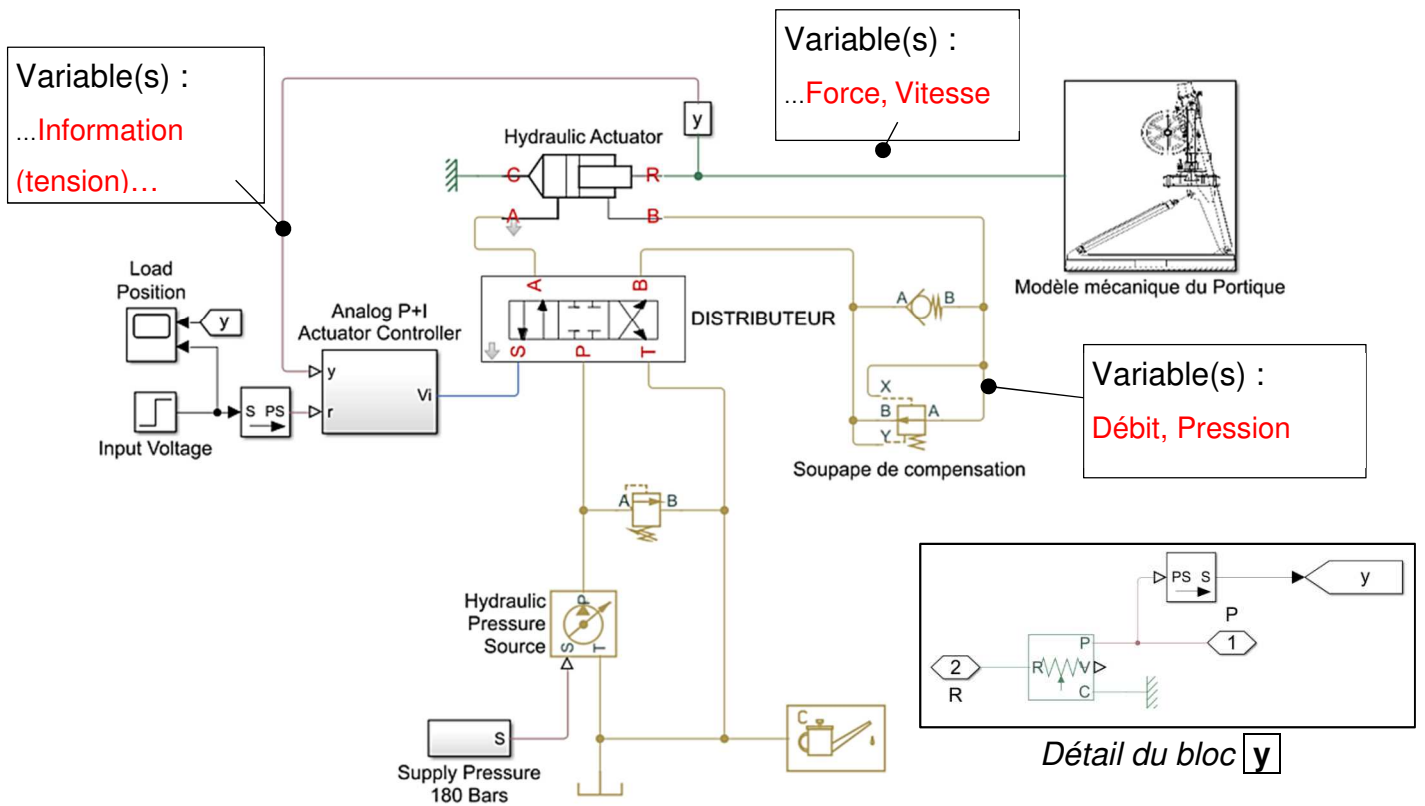 Variable(s) :
...Information
(tension)…
Variable(s) :
...Force, Vitesse
y
Hydraulic Actuator
C
R
A
B
Modèle mécanique du Portique
Load
Position
y
Analog P+I
Actuator Controller
y
r
Vi
S PS
Input Voltage
A
B
S
P
T
DISTRIBUTEUR
A
B
X
B
A
Y
Soupape de compensation
Variable(s) :
Débit, Pression
A
B
Hydraulic
Pressure
Source
P
S
T
S
Supply Pressure
180 Bars
C
PS S
y
P
P
1
2
R
R
V
C
Détail du bloc y